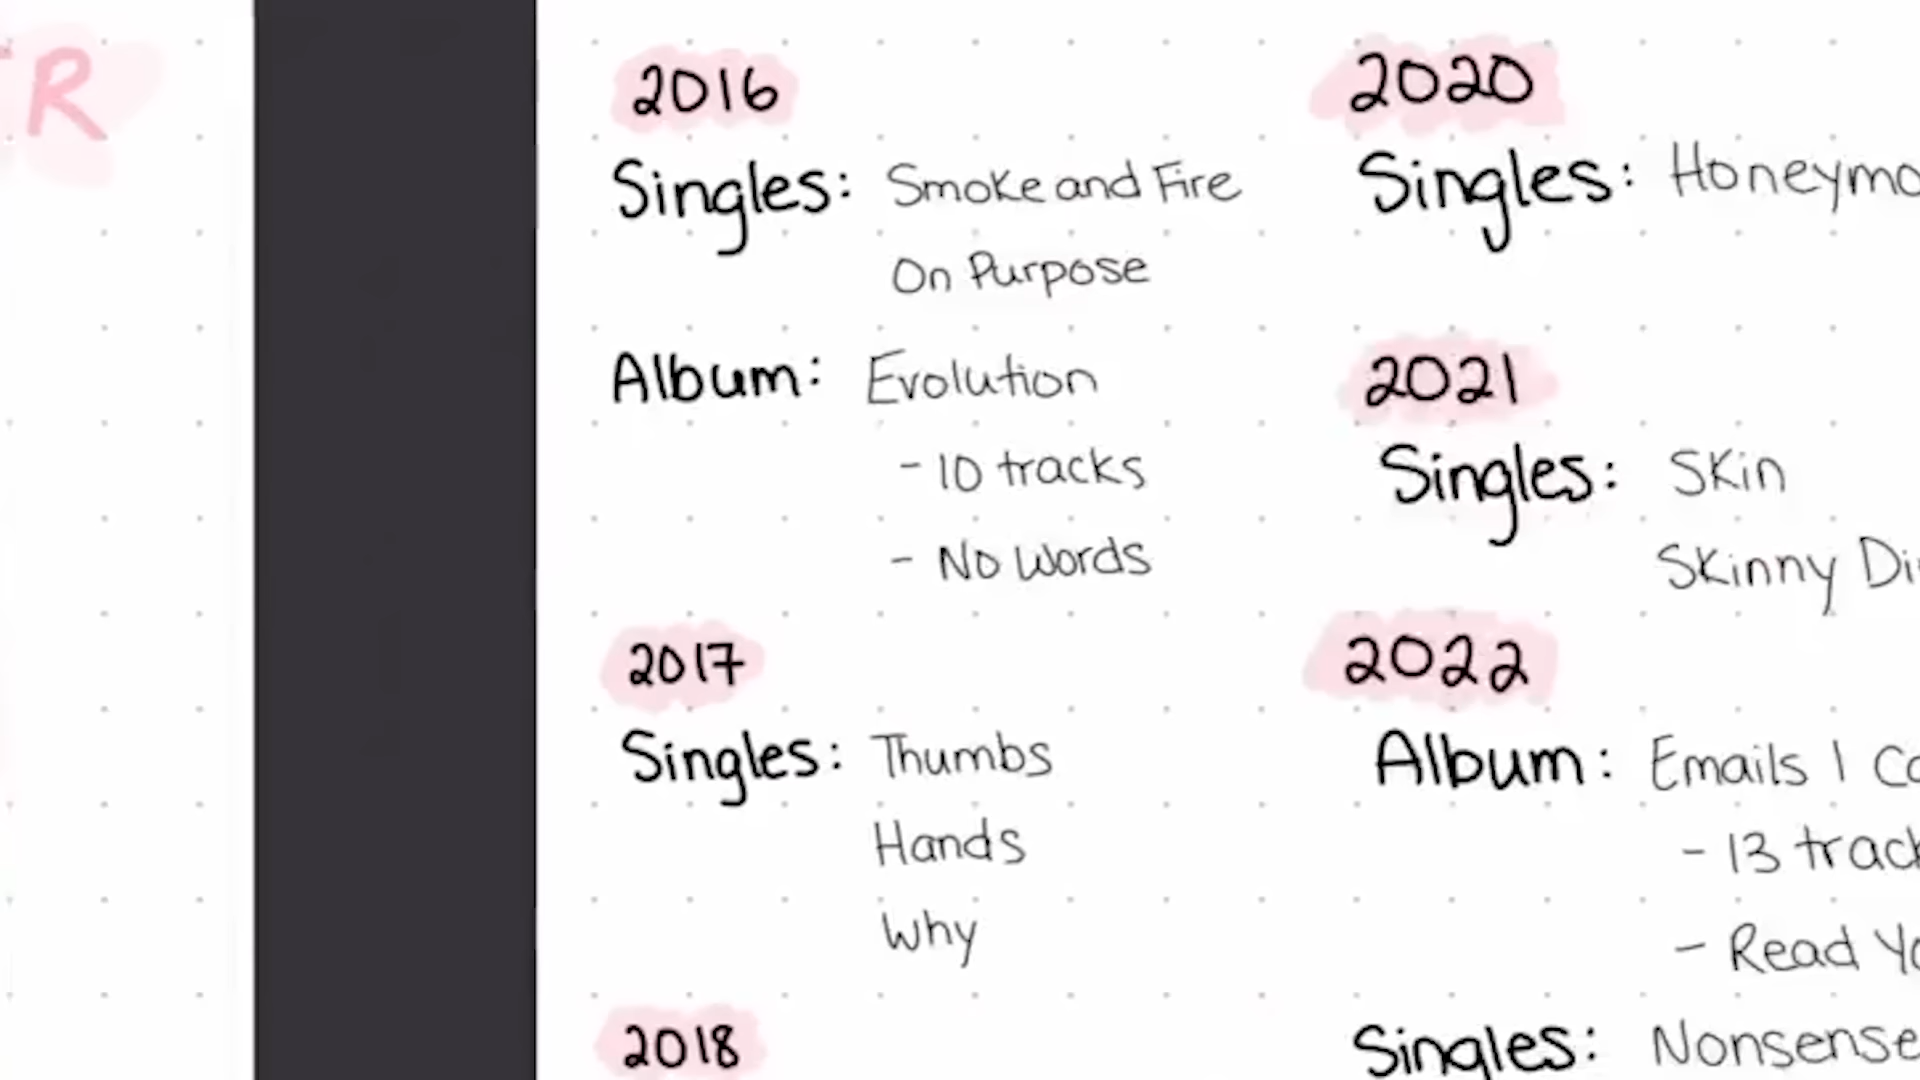 R
2016
Singles: Smoke and Fire
On Purpose
Album: Evolution
- 10 tracks
- No Words
2017
Singles: Thumbs
Hands
Why
2018
2020
Singles: Honeymo
2021
Singles: Skin
Skinny Di
2022
Album: Emails I Ca
- 13 track
- Read Yo
Singles: Nonsense